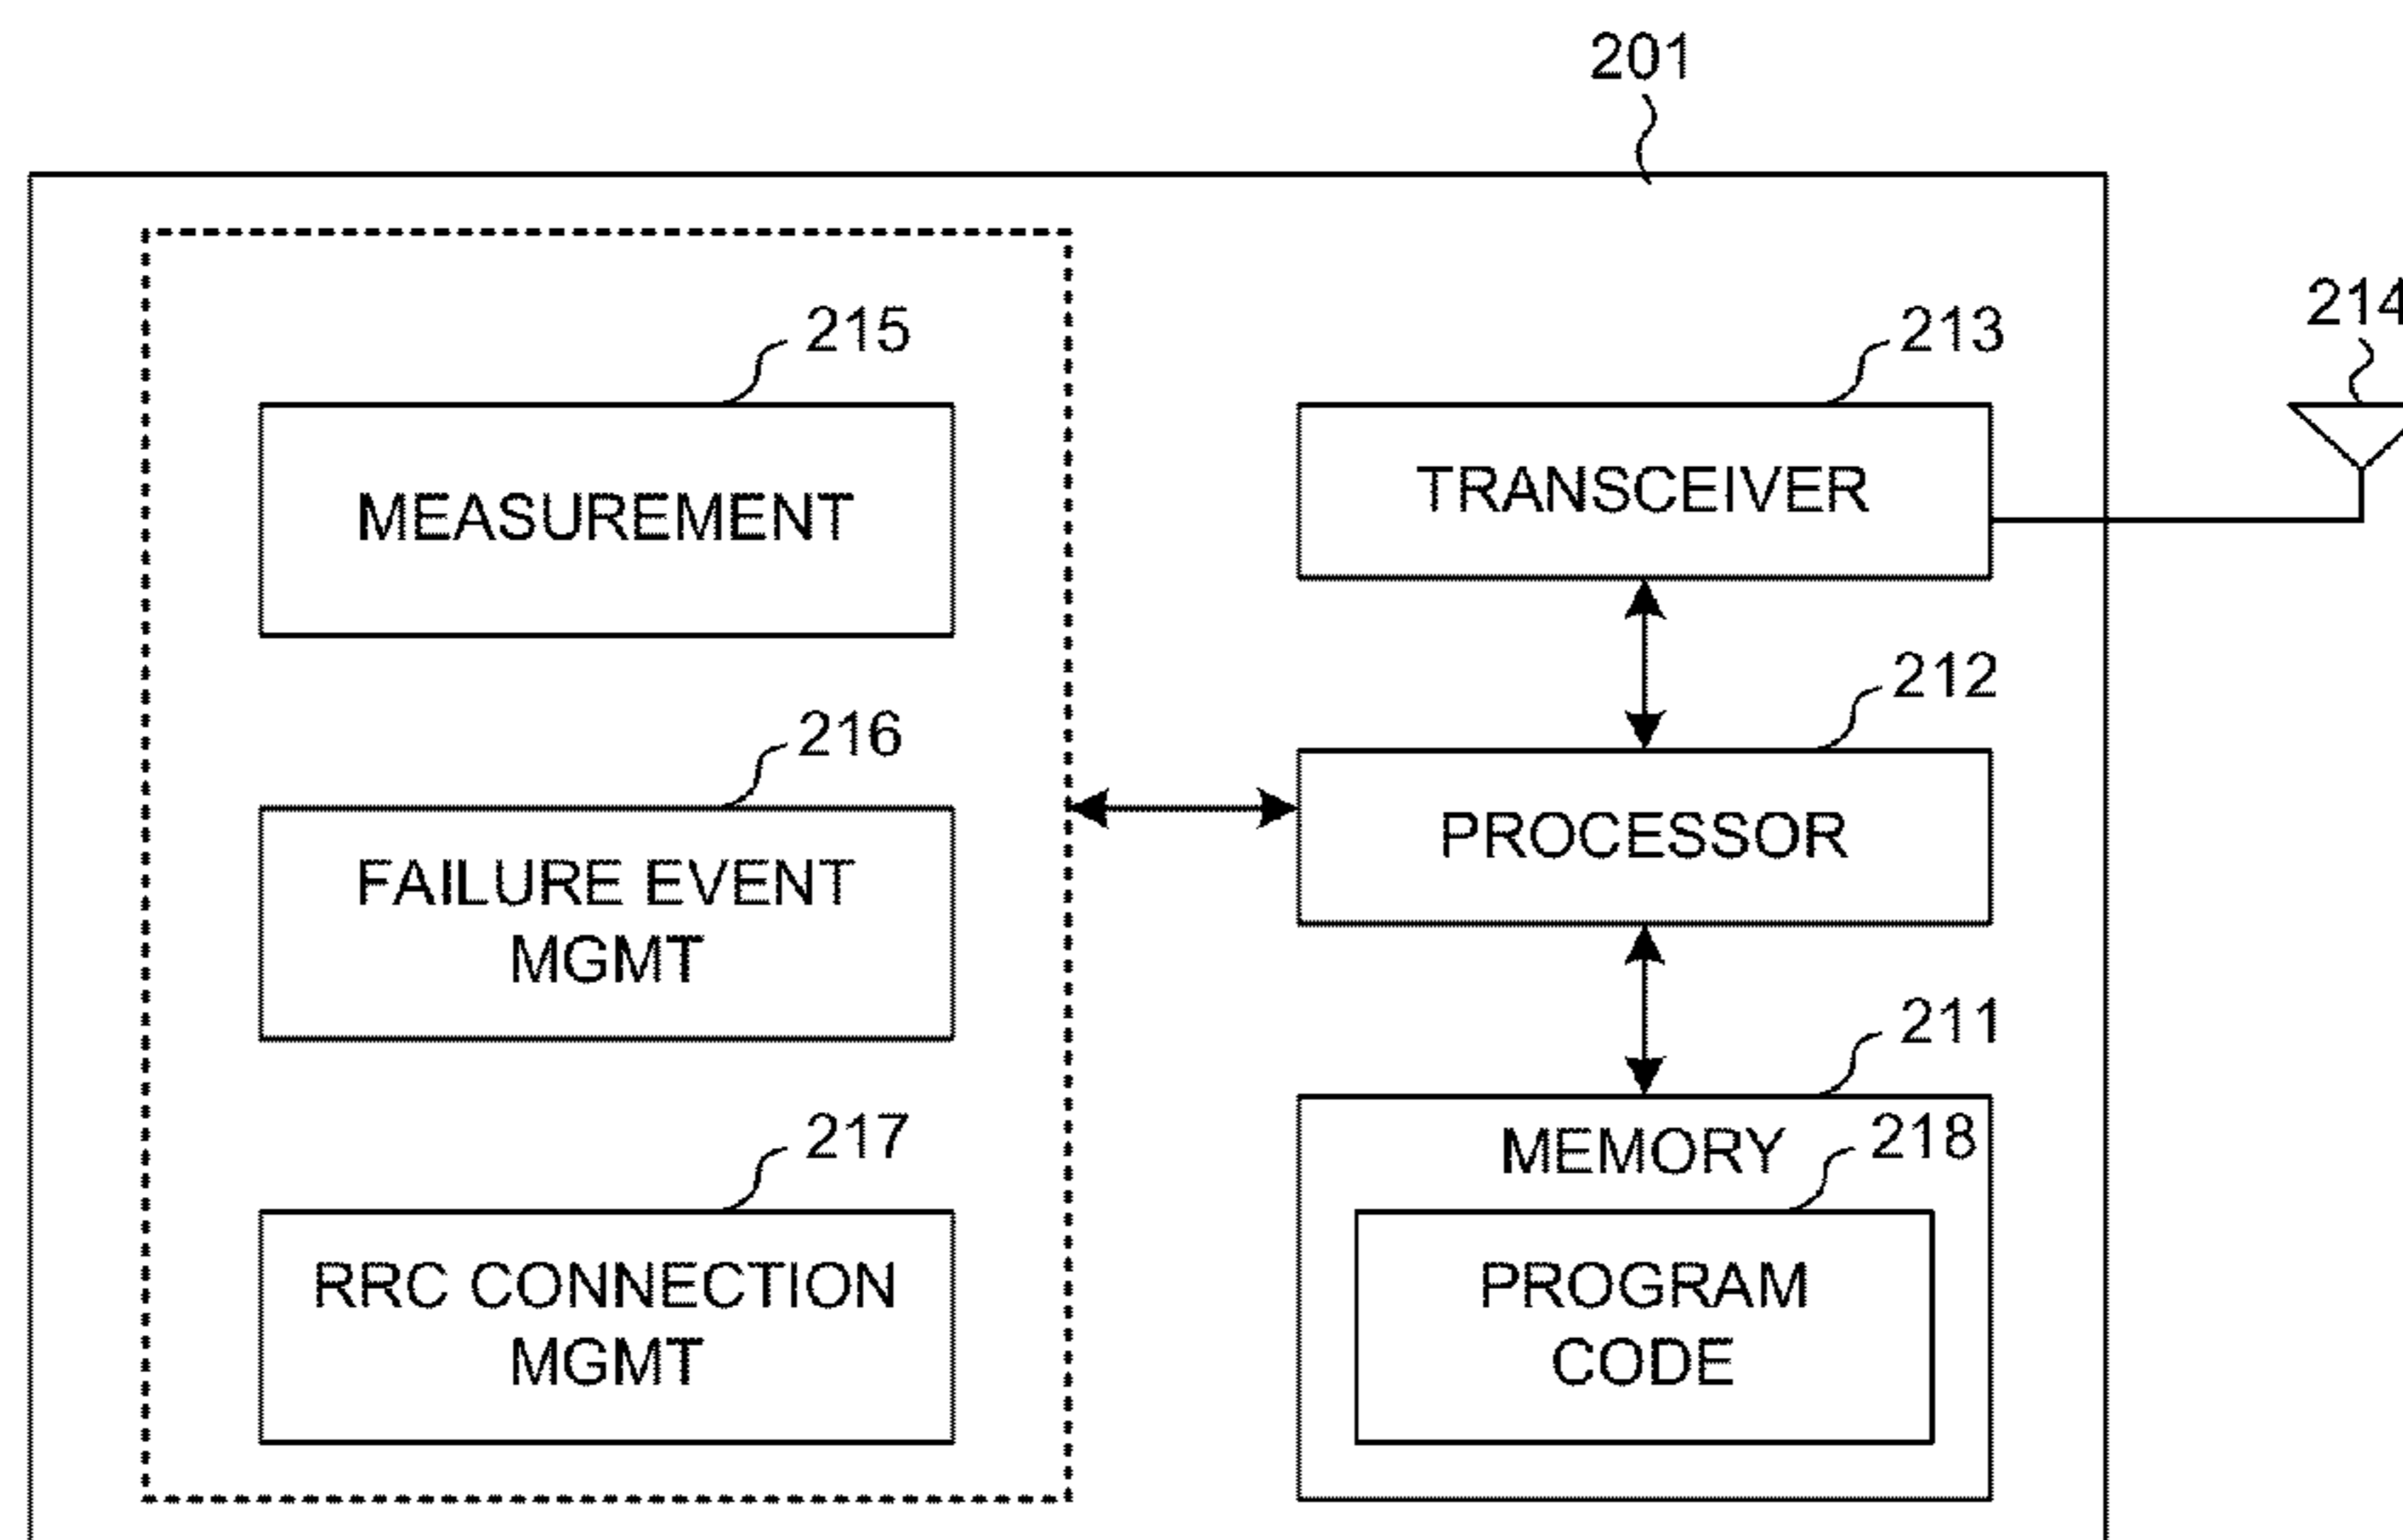 201
214
215
213
MEASUREMENT
TRANSCEIVER
212
216
PROCESSOR
FAILURE EVENT
MGMT
211
217
MEMORY
218
RRC CONNECTION
MGMT
PROGRAM
CODE